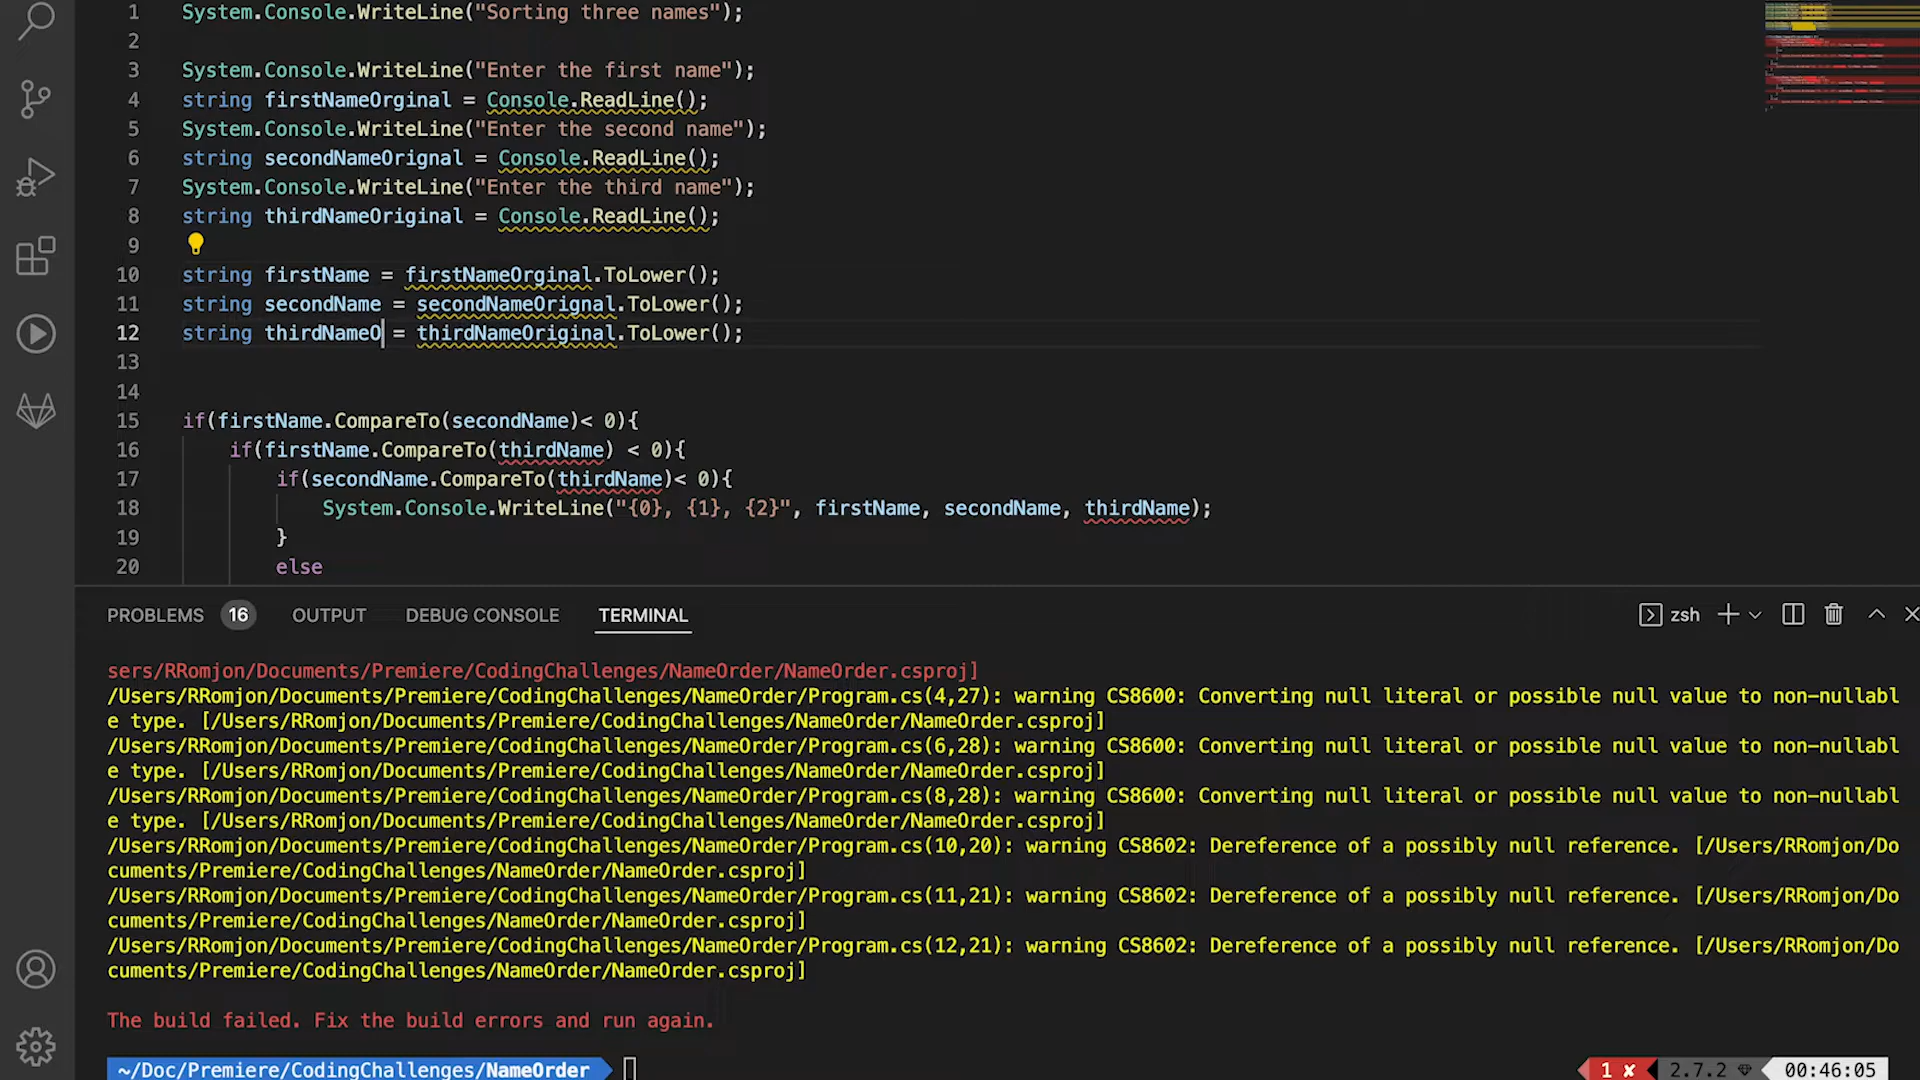 1 System.Console.WriteLine("Sorting three names");
2
3 System.Console.WriteLine("Enter the first name");
4 string firstNameOrginal = Console.ReadLine();
5 System.Console.WriteLine("Enter the second name");
6 string secondNameOrignal = Console.ReadLine();
7 System.Console.WriteLine("Enter the third name");
8 string thirdNameOriginal = Console.ReadLine();
9
10 string firstName = firstNameOrginal.ToLower();
11 string secondName = secondNameOrignal.ToLower();
12 string thirdNameO = thirdNameOriginal.ToLower();
13
14
15 if(firstName.CompareTo(secondName)< 0){
16 if(firstName.CompareTo(thirdName) < 0){
17 if(secondName.CompareTo(thirdName)< 0){
18 System.Console.WriteLine("{0}, {1}, {2}", firstName, secondName, thirdName);
19 }
20 else
PROBLEMS 16 OUTPUT DEBUG CONSOLE TERMINAL zsh
sers/RRomjon/Documents/Premiere/CodingChallenges/NameOrder/NameOrder.csproj]
/Users/RRomjon/Documents/Premiere/CodingChallenges/NameOrder/Program.cs(4,27): warning CS8600: Converting null literal or possible null value to non-nullabl
e type. [/Users/RRomjon/Documents/Premiere/CodingChallenges/NameOrder/NameOrder.csproj]
/Users/RRomjon/Documents/Premiere/CodingChallenges/NameOrder/Program.cs(6,28): warning CS8600: Converting null literal or possible null value to non-nullabl
e type. [/Users/RRomjon/Documents/Premiere/CodingChallenges/NameOrder/NameOrder.csproj]
/Users/RRomjon/Documents/Premiere/CodingChallenges/NameOrder/Program.cs(8,28): warning CS8600: Converting null literal or possible null value to non-nullabl
e type. [/Users/RRomjon/Documents/Premiere/CodingChallenges/NameOrder/NameOrder.csproj]
/Users/RRomjon/Documents/Premiere/CodingChallenges/NameOrder/Program.cs(10,20): warning CS8602: Dereference of a possibly null reference. [/Users/RRomjon/Do
cuments/Premiere/CodingChallenges/NameOrder/NameOrder.csproj]
/Users/RRomjon/Documents/Premiere/CodingChallenges/NameOrder/Program.cs(11,21): warning CS8602: Dereference of a possibly null reference. [/Users/RRomjon/Do
cuments/Premiere/CodingChallenges/NameOrder/NameOrder.csproj]
/Users/RRomjon/Documents/Premiere/CodingChallenges/NameOrder/Program.cs(12,21): warning CS8602: Dereference of a possibly null reference. [/Users/RRomjon/Do
cuments/Premiere/CodingChallenges/NameOrder/NameOrder.csproj]
The build failed. Fix the build errors and run again.
~/Doc/Premiere/CodingChallenges/NameOrder 1 ✘ 2.7.2 00:46:05